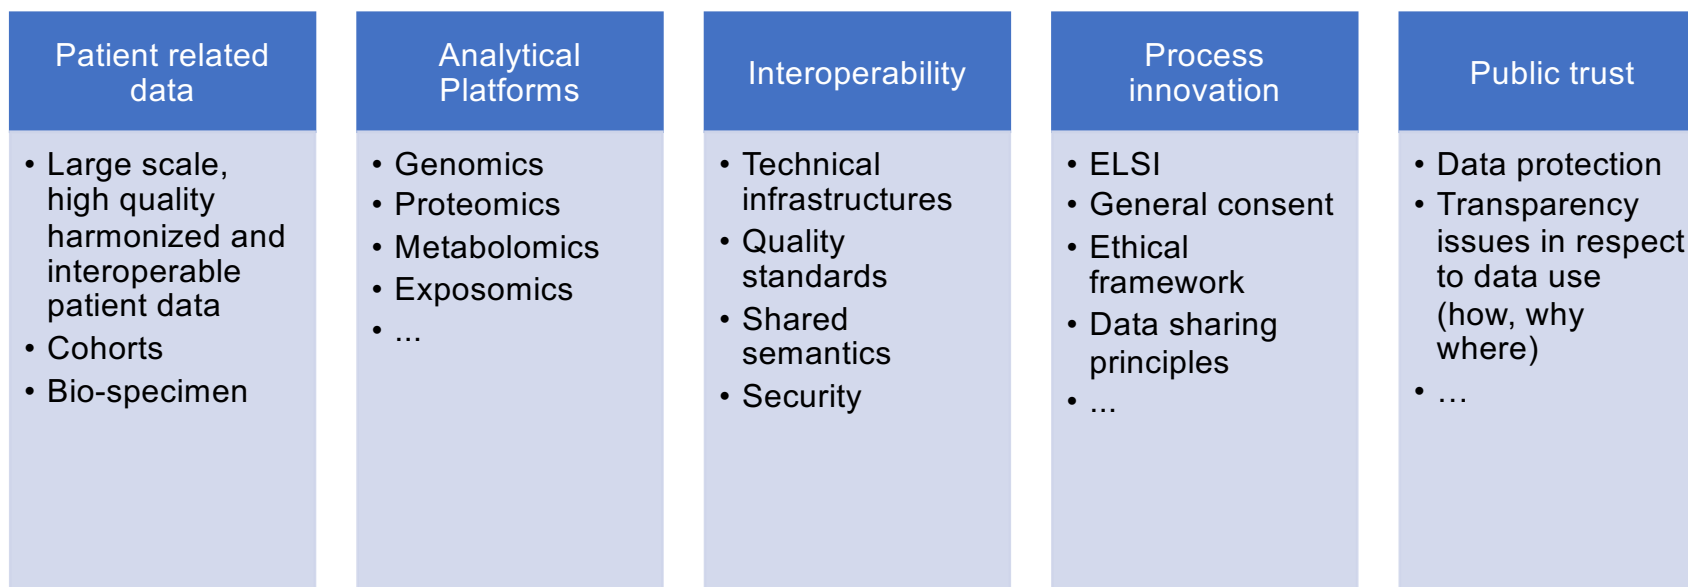 Patient related
data
• Large scale,
high quality
harmonized and
interoperable
patient data
• Cohorts
• Bio-specimen
Analytical
Platforms
• Genomics
• Proteomics
• Metabolomics
• Exposomics
• ...
Interoperability
• Technical
infrastructures
• Quality
standards
• Shared
semantics
• Security
Process
innovation
• ELSI
• General consent
• Ethical
framework
• Data sharing
principles
• ...
Public trust
• Data protection
• Transparency
issues in respect
to data use
(how, why
where)
• …